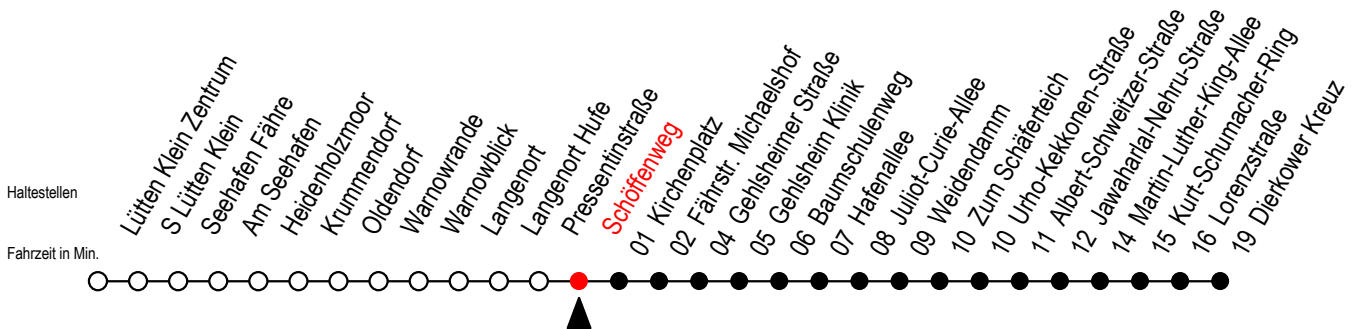 Haltestellen
Fahrzeit in Min.
Lütten Klein Zentrum
S Lütten Klein
Seehafen Fähre
Am Seehafen
Heidenholzmoor
Krummendorf
Oldendorf
Warnowrande
Warnowblick
Langenort
Langenort Hufe
Pressentinstraße
Schöffenweg
01 Kirchenplatz
02 Fährstr. Michaelshof
04 Gehlsheimer Straße
05 Gehlsheim Klinik
06 Baumschulenweg
07 Hafenallee
08 Juliot-Curie-Allee
09 Weidendamm
10 Zum Schäferteich
10 Urho-Kekkonen-Straße
11 Albert-Schweitzer-Straße
12 Jawaharlal-Nehru-Straße
14 Martin-Luther-King-Allee
15 Kurt-Schumacher-Ring
16 Lorenzstraße
19 Dierkower Kreuz